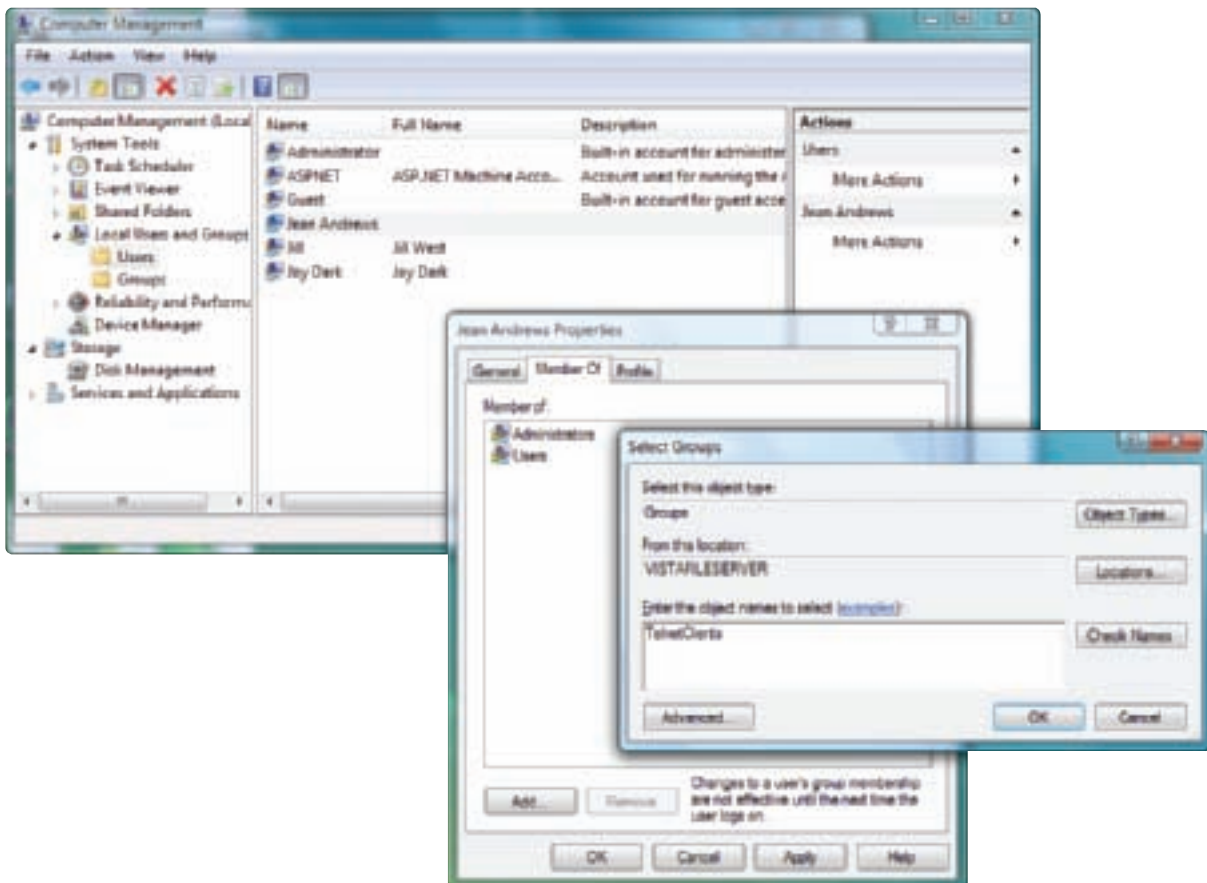 Computer Management
File Action View Help
Computer Management (Local
System Tools
Task Scheduler
Event Viewer
Shared Folders
Local Users and Groups
Users
Groups
Reliability and Performa
Device Manager
Storage
Disk Management
Services and Applications
Name Full Name Description
Administrator Built-in account for administer
ASPNET ASP.NET Machine Acco... Account used for running the
Guest Built-in account for guest acce
Jean Andrews
Jill Jill West
Joy Dark Joy Dark
Actions
Users
More Actions
Jean Andrews
More Actions
Jean Andrews Properties
General Member Of Profile
Member of:
Administrators
Users
Add... Remove
Changes to a user's group membership
are not effective until the next time the
user logs on.
OK Cancel Apply Help
Select Groups
Select this object type:
Groups Object Types...
From this location:
VISTAFILESERVER Locations...
Enter the object names to select (examples):
TelnetClients Check Names
Advanced... OK Cancel